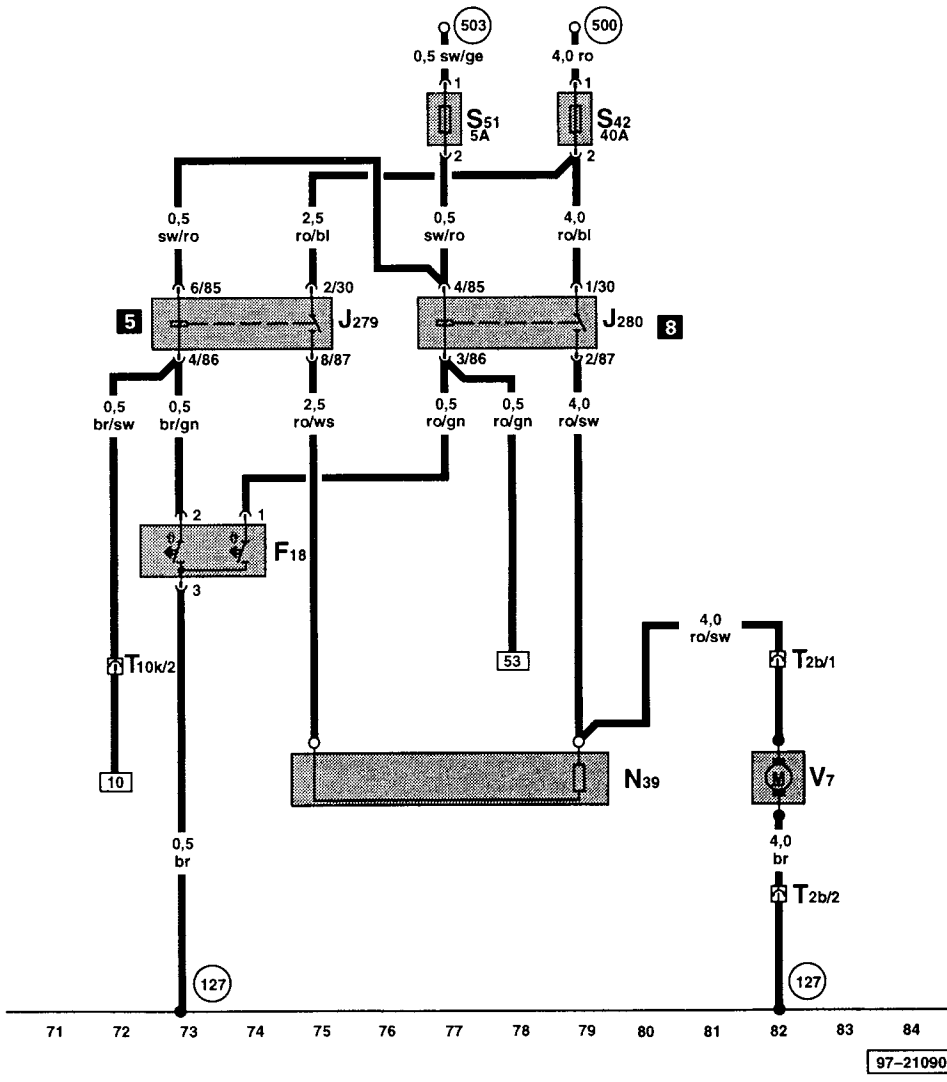 503
500
0,5 sw/ge
4,0 ro
1
1
S51
5A
S42
40A
2
2
0,5
sw/ro
2,5
ro/bl
0,5
sw/ro
4,0
ro/bl
6/85
2/30
4/85
1/30
5
J279
J280
8
4/86
8/87
3/86
2/87
0,5
br/sw
0,5
br/gn
2,5
ro/ws
0,5
ro/gn
0,5
ro/gn
4,0
ro/sw
2
1
F18
3
4,0
ro/sw
T10k/2
53
T2b/1
10
N39
M
V7
0,5
br
4,0
br
T2b/2
127
127
71 72 73 74 75 76 77 78 79 80 81 82 83 84
97-21090